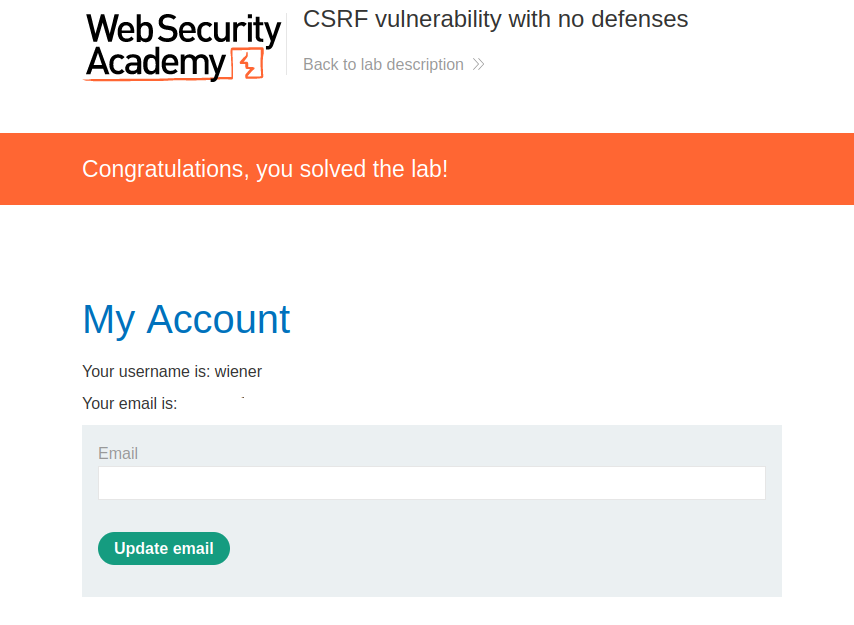 Web Security
Academy
CSRF vulnerability with no defenses
Back to lab description
Congratulations, you solved the lab!
My Account
Your username is: wiener
Your email is:
Email
Update email